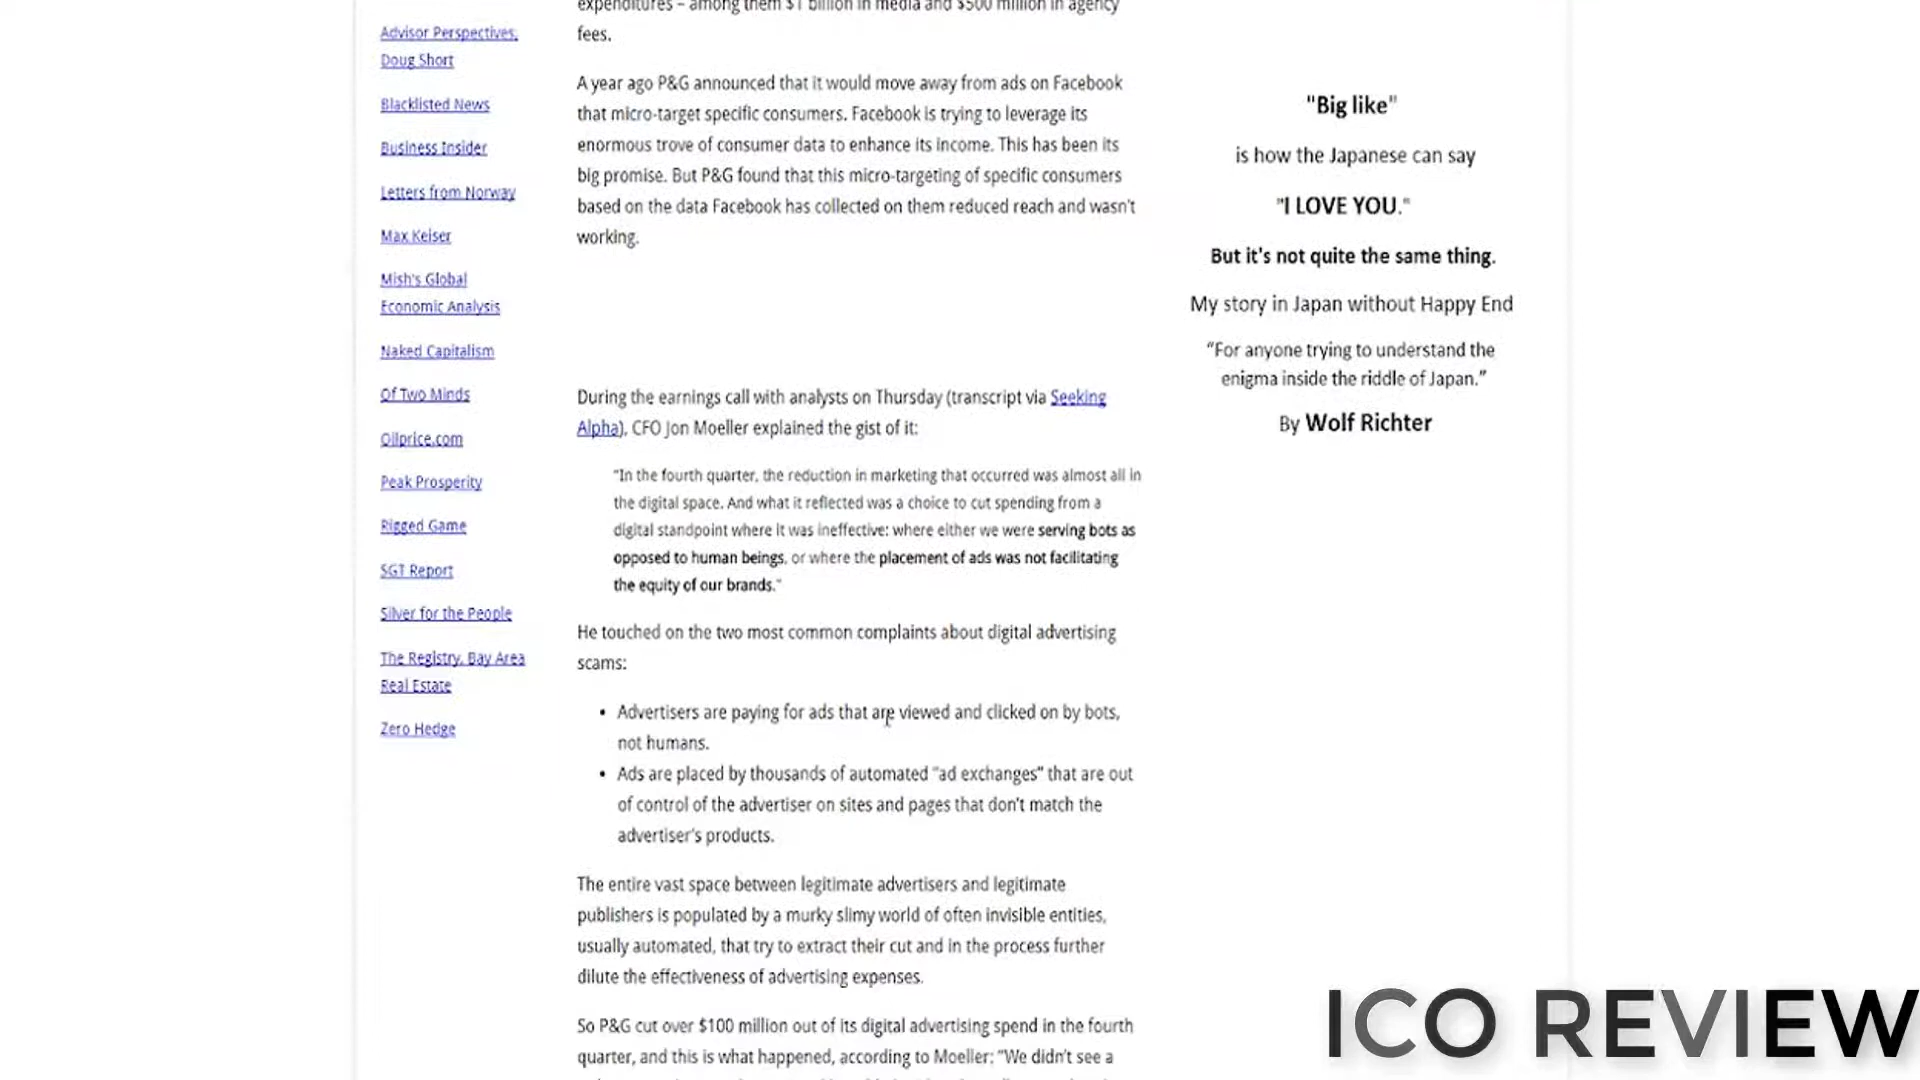 Advisor Perspectives,
Doug Short
Blacklisted News
Business Insider
Letters from Norway
Max Keiser
Mish's Global
Economic Analysis
Naked Capitalism
Of Two Minds
Oilprice.com
Peak Prosperity
Rigged Game
SGT Report
Silver for the People
The Registry, Bay Area
Real Estate
Zero Hedge
expenditures – among them $1 billion in media and $500 million in agency
fees.
A year ago P&G announced that it would move away from ads on Facebook
that micro-target specific consumers. Facebook is trying to leverage its
enormous trove of consumer data to enhance its income. This has been its
big promise. But P&G found that this micro-targeting of specific consumers
based on the data Facebook has collected on them reduced reach and wasn't
working.
During the earnings call with analysts on Thursday (transcript via Seeking
Alpha), CFO Jon Moeller explained the gist of it:
"In the fourth quarter, the reduction in marketing that occurred was almost all in
the digital space. And what it reflected was a choice to cut spending from a
digital standpoint where it was ineffective: where either we were serving bots as
opposed to human beings, or where the placement of ads was not facilitating
the equity of our brands."
He touched on the two most common complaints about digital advertising
scams:
• Advertisers are paying for ads that are viewed and clicked on by bots,
not humans.
• Ads are placed by thousands of automated "ad exchanges" that are out
of control of the advertiser on sites and pages that don't match the
advertiser's products.
The entire vast space between legitimate advertisers and legitimate
publishers is populated by a murky slimy world of often invisible entities,
usually automated, that try to extract their cut and in the process further
dilute the effectiveness of advertising expenses.
So P&G cut over $100 million out of its digital advertising spend in the fourth
quarter, and this is what happened, according to Moeller: "We didn't see a
"Big like"
is how the Japanese can say
"I LOVE YOU."
But it's not quite the same thing.
My story in Japan without Happy End
"For anyone trying to understand the
enigma inside the riddle of Japan."
By Wolf Richter
ICO REVIEW